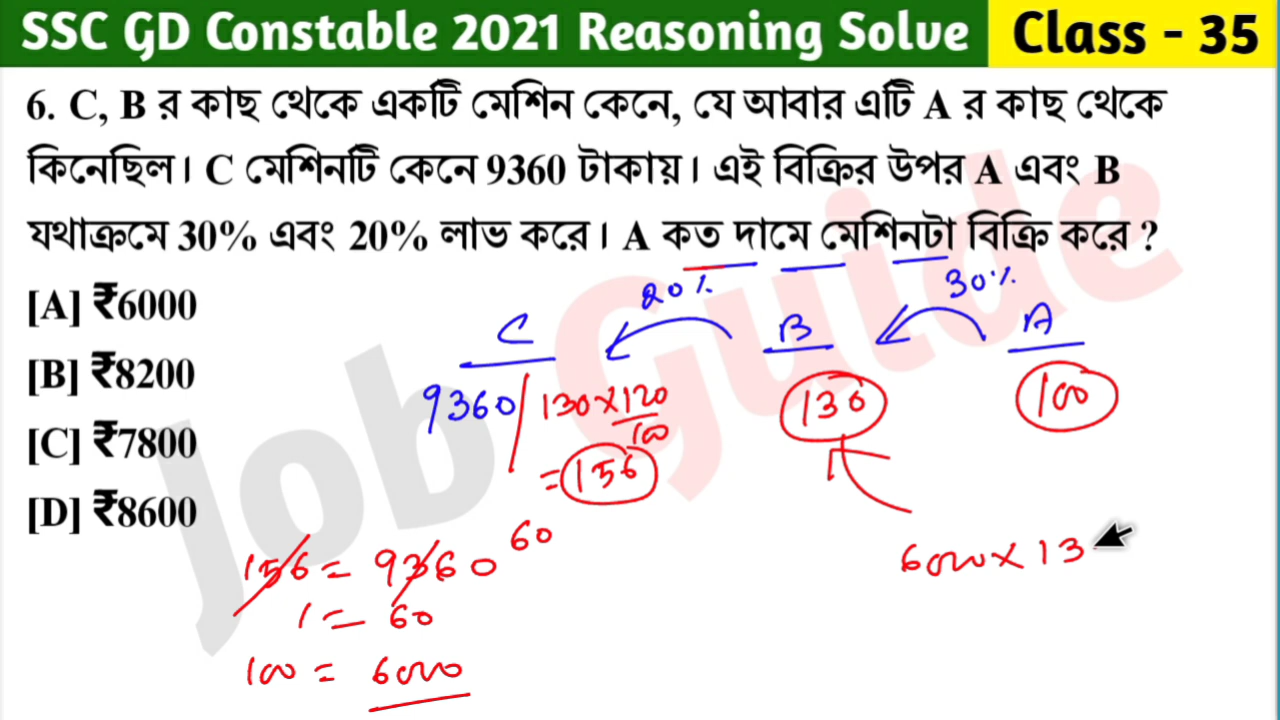 SSC GD Constable 2021 Reasoning Solve Class - 35
6. C, B র কাছ থেকে একটি মেশিন কেনে, যে আবার এটি A র কাছ থেকে
কিনেছিল। C মেশিনটি কেনে 9360 টাকায়। এই বিক্রির উপর A এবং B
যথাক্রমে 30% এবং 20% লাভ করে। A কত দামে মেশিনটা বিক্রি করে ?
[A] ₹6000
[B] ₹8200
[C] ₹7800
[D] ₹8600
Job Guide
20% 30%
C B A
9360 130 × 120 130 100
100
= 156
156 = 9360 60
1 = 60
100 = 6000
6000 × 13